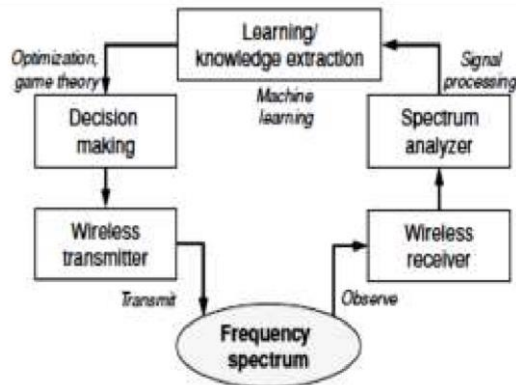 Learning/
knowledge extraction
Optimization,
game theory
Machine
learning
Signal
processing
Decision
making
Spectrum
analyzer
Wireless
transmitter
Wireless
receiver
Transmit
Observe
Frequency
spectrum